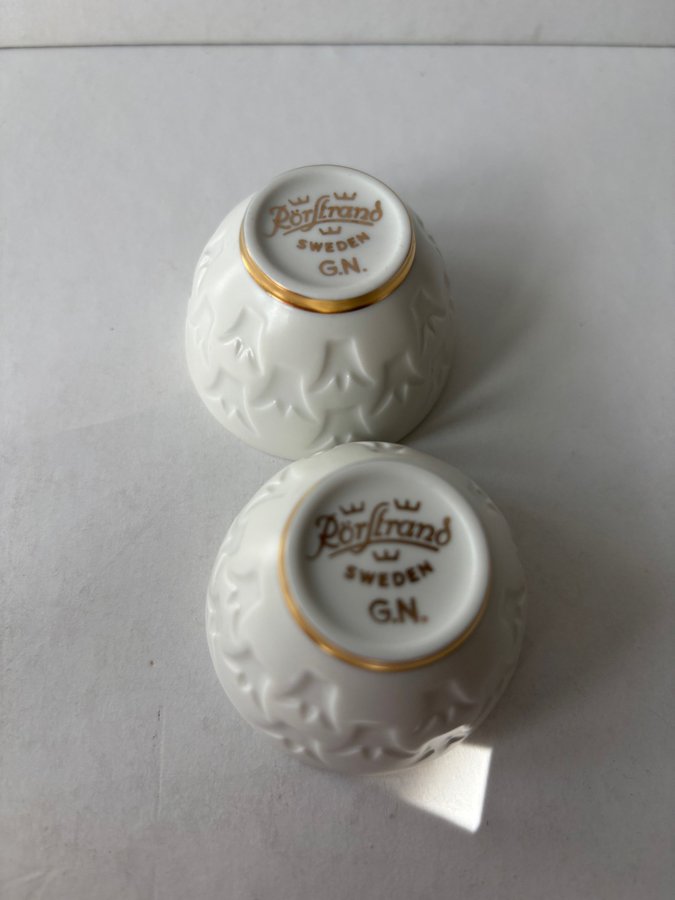 Rörstrand
SWEDEN
G.N.
Rörstrand
SWEDEN
G.N.